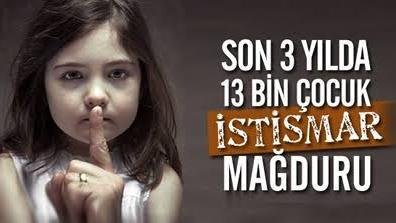 SON 3 YILDA
13 BİN ÇOCUK
İSTİSMAR
MAĞDURU